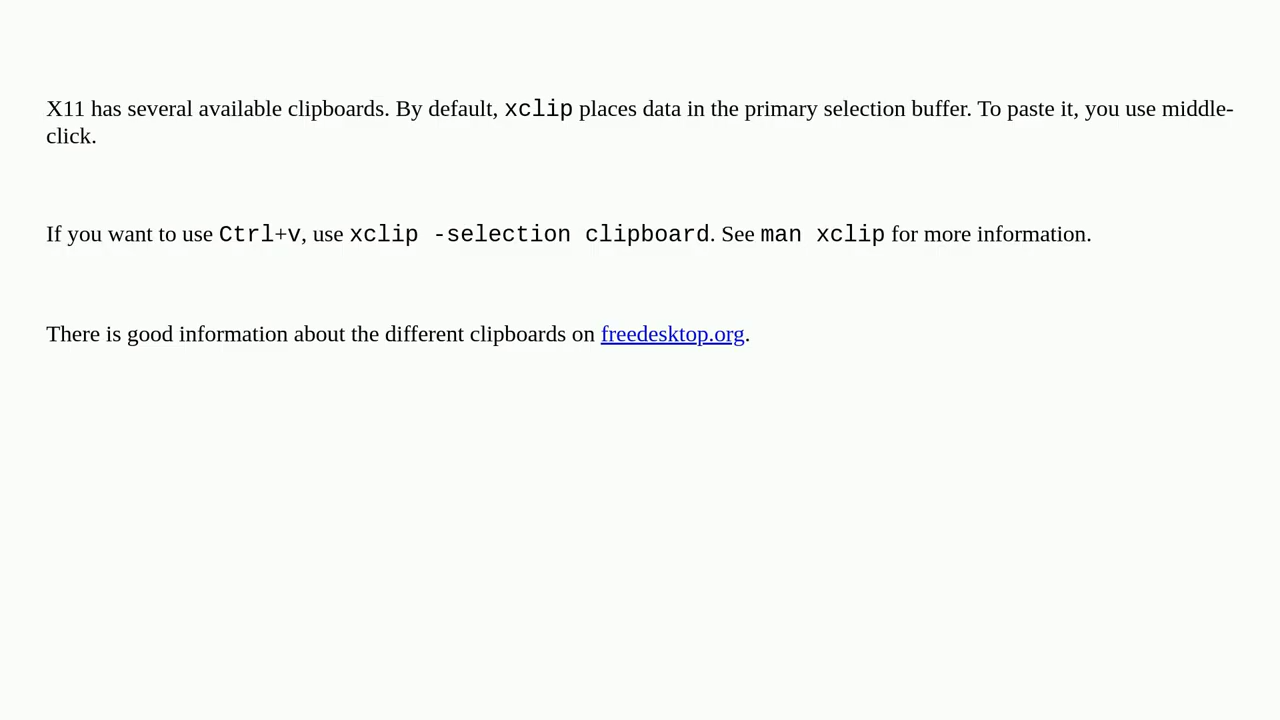 X11 has several available clipboards. By default, xclip places data in the primary selection buffer. To paste it, you use middle-
click.
If you want to use Ctrl+v, use xclip -selection clipboard. See man xclip for more information.
There is good information about the different clipboards on freedesktop.org.